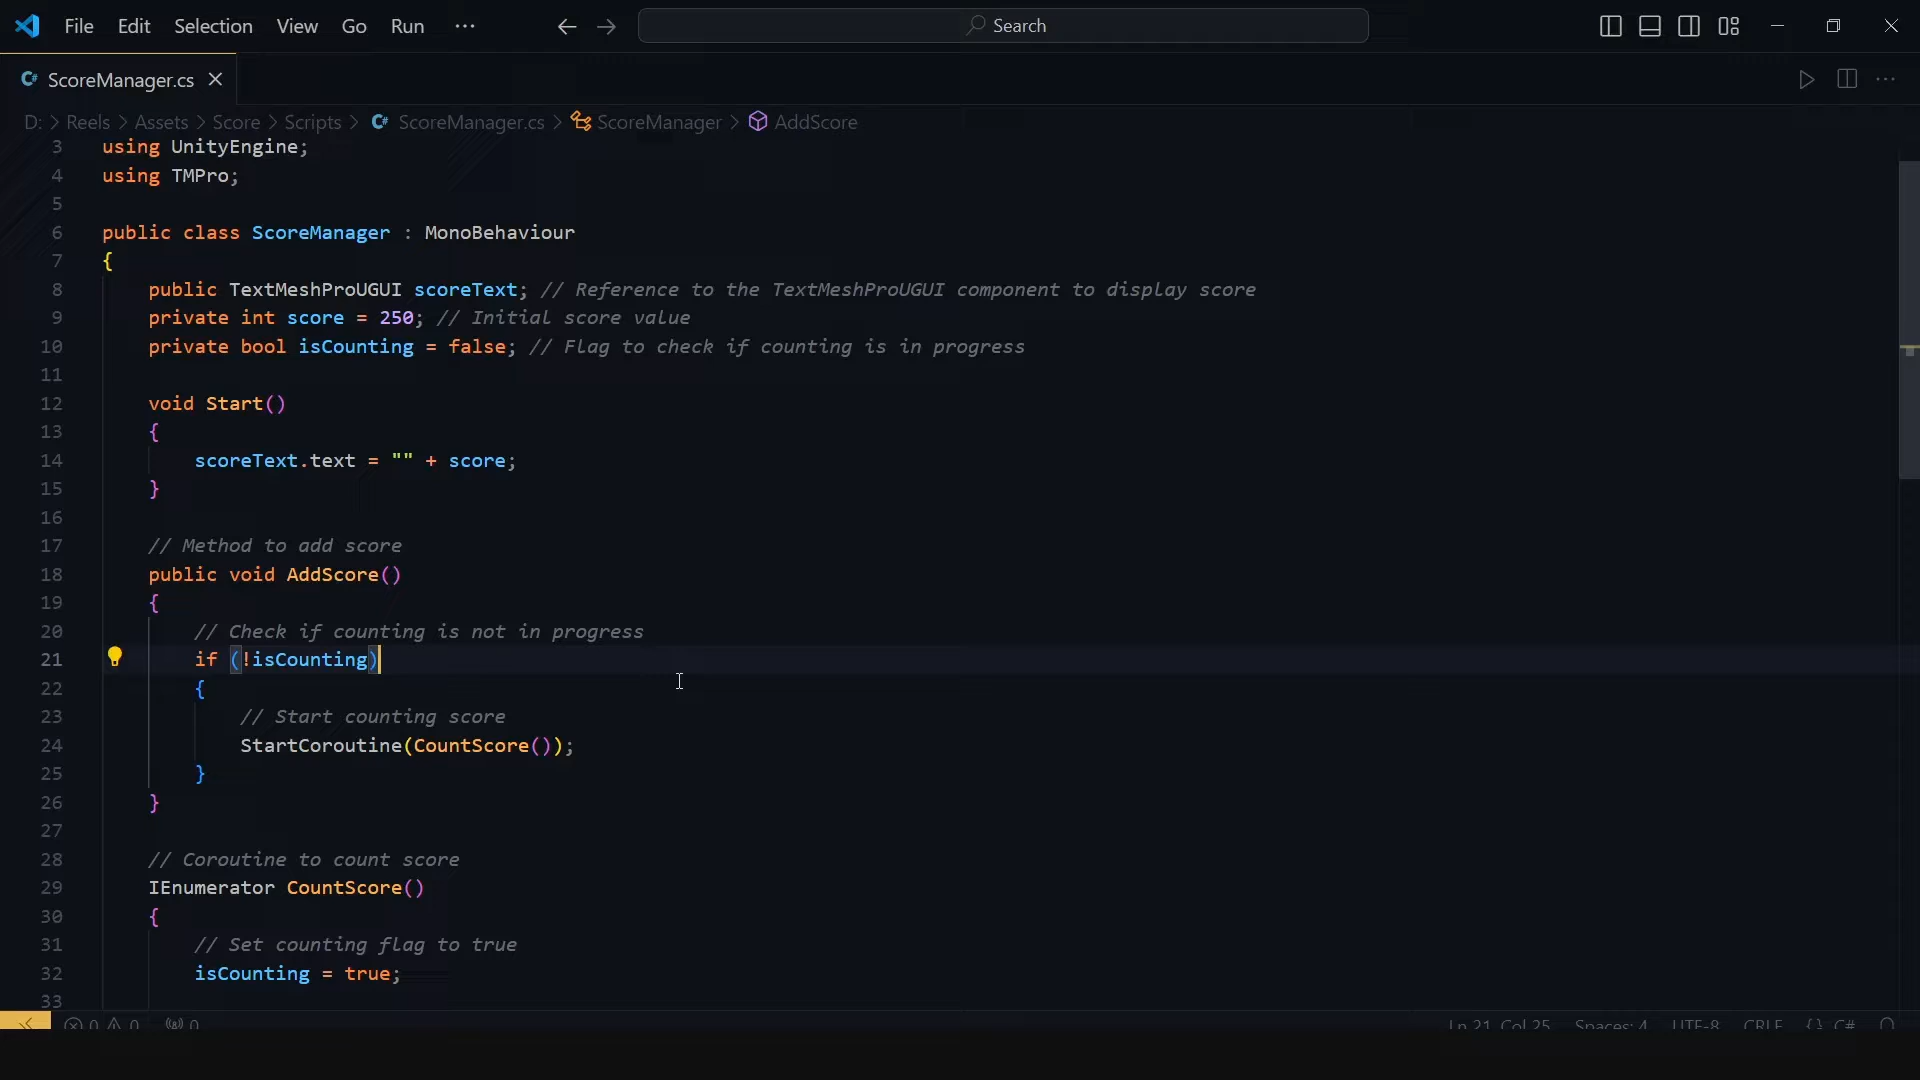 File Edit Selection View Go Run ··· Search
ScoreManager.cs
D: > Reels > Assets > Score > Scripts > ScoreManager.cs > ScoreManager > AddScore
3 using UnityEngine;
4 using TMPro;
5
6 public class ScoreManager : MonoBehaviour
7 {
8 public TextMeshProUGUI scoreText; // Reference to the TextMeshProUGUI component to display score
9 private int score = 250; // Initial score value
10 private bool isCounting = false; // Flag to check if counting is in progress
11
12 void Start()
13 {
14 scoreText.text = "" + score;
15 }
16
17 // Method to add score
18 public void AddScore()
19 {
20 // Check if counting is not in progress
21 if (!isCounting)
22 {
23 // Start counting score
24 StartCoroutine(CountScore());
25 }
26 }
27
28 // Coroutine to count score
29 IEnumerator CountScore()
30 {
31 // Set counting flag to true
32 isCounting = true;
33
0 0 0 Ln 21, Col 25 Spaces: 4 UTF-8 CRLF {} C#